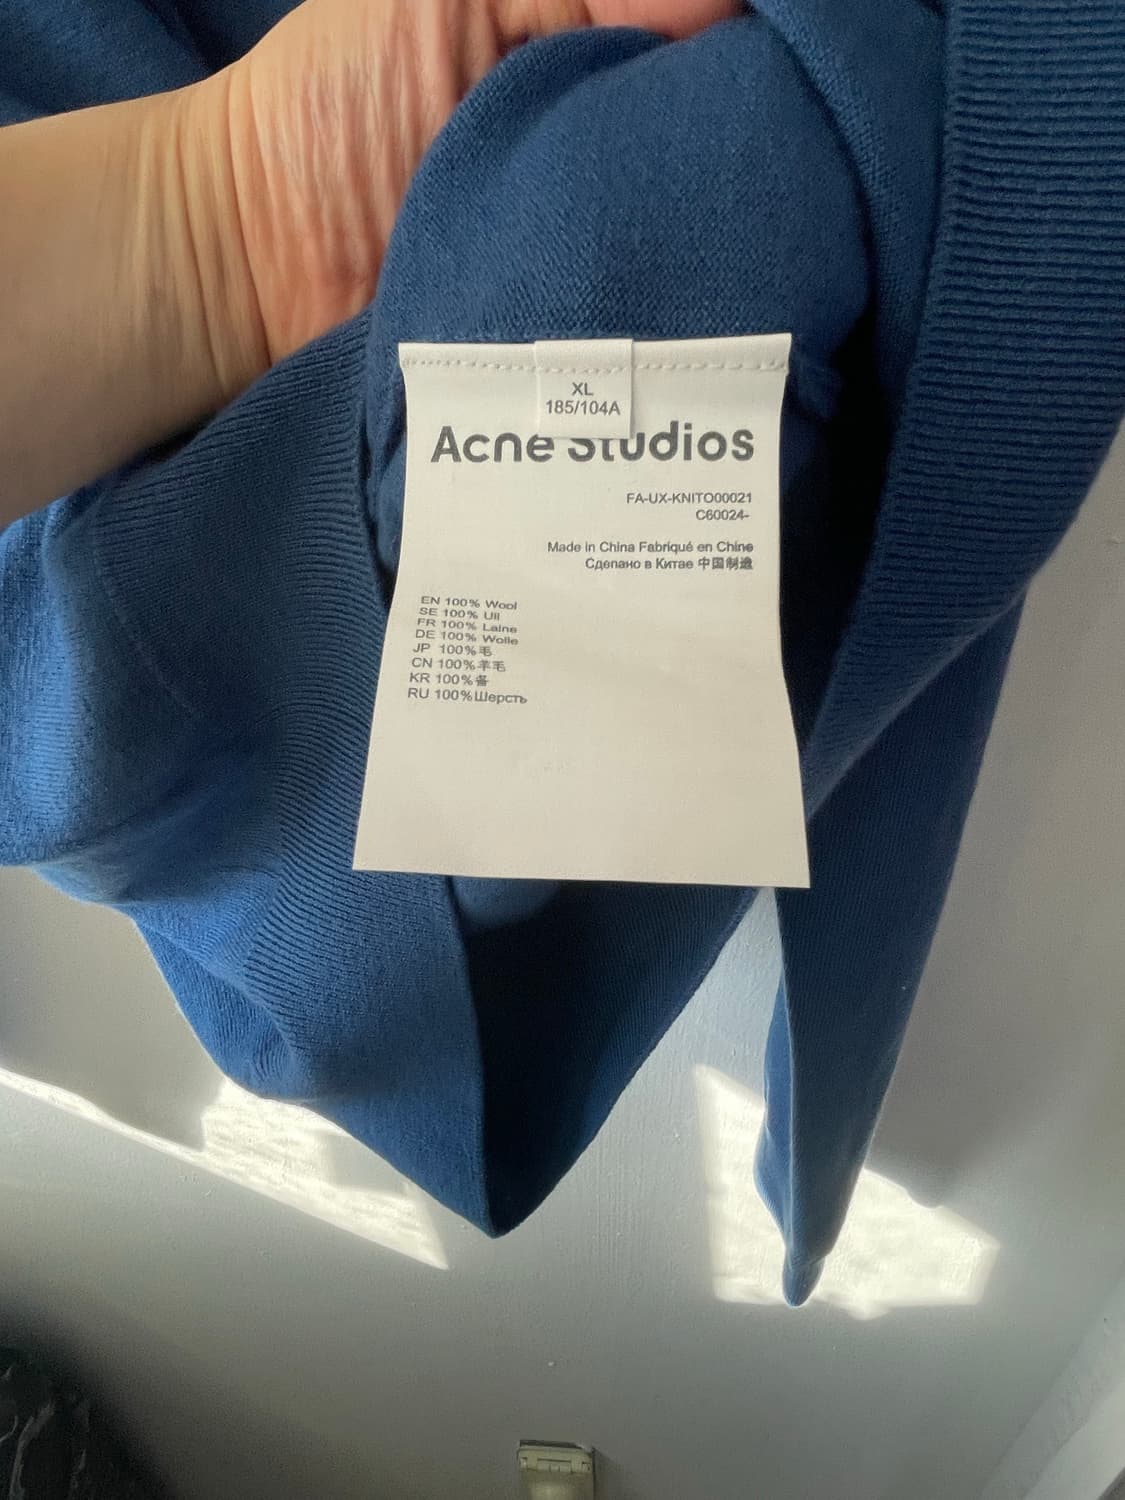 XL
185/104A
Acne Studios
FA-UX-KNITO00021
C60024-
Made in China Fabriqué en Chine
Сделано в Китае 中国制造
EN 100% Wool
SE 100% Ull
FR 100% Laine
DE 100% Wolle
JP 100%毛
CN 100%羊毛
KR 100%
RU 100%Шерсть